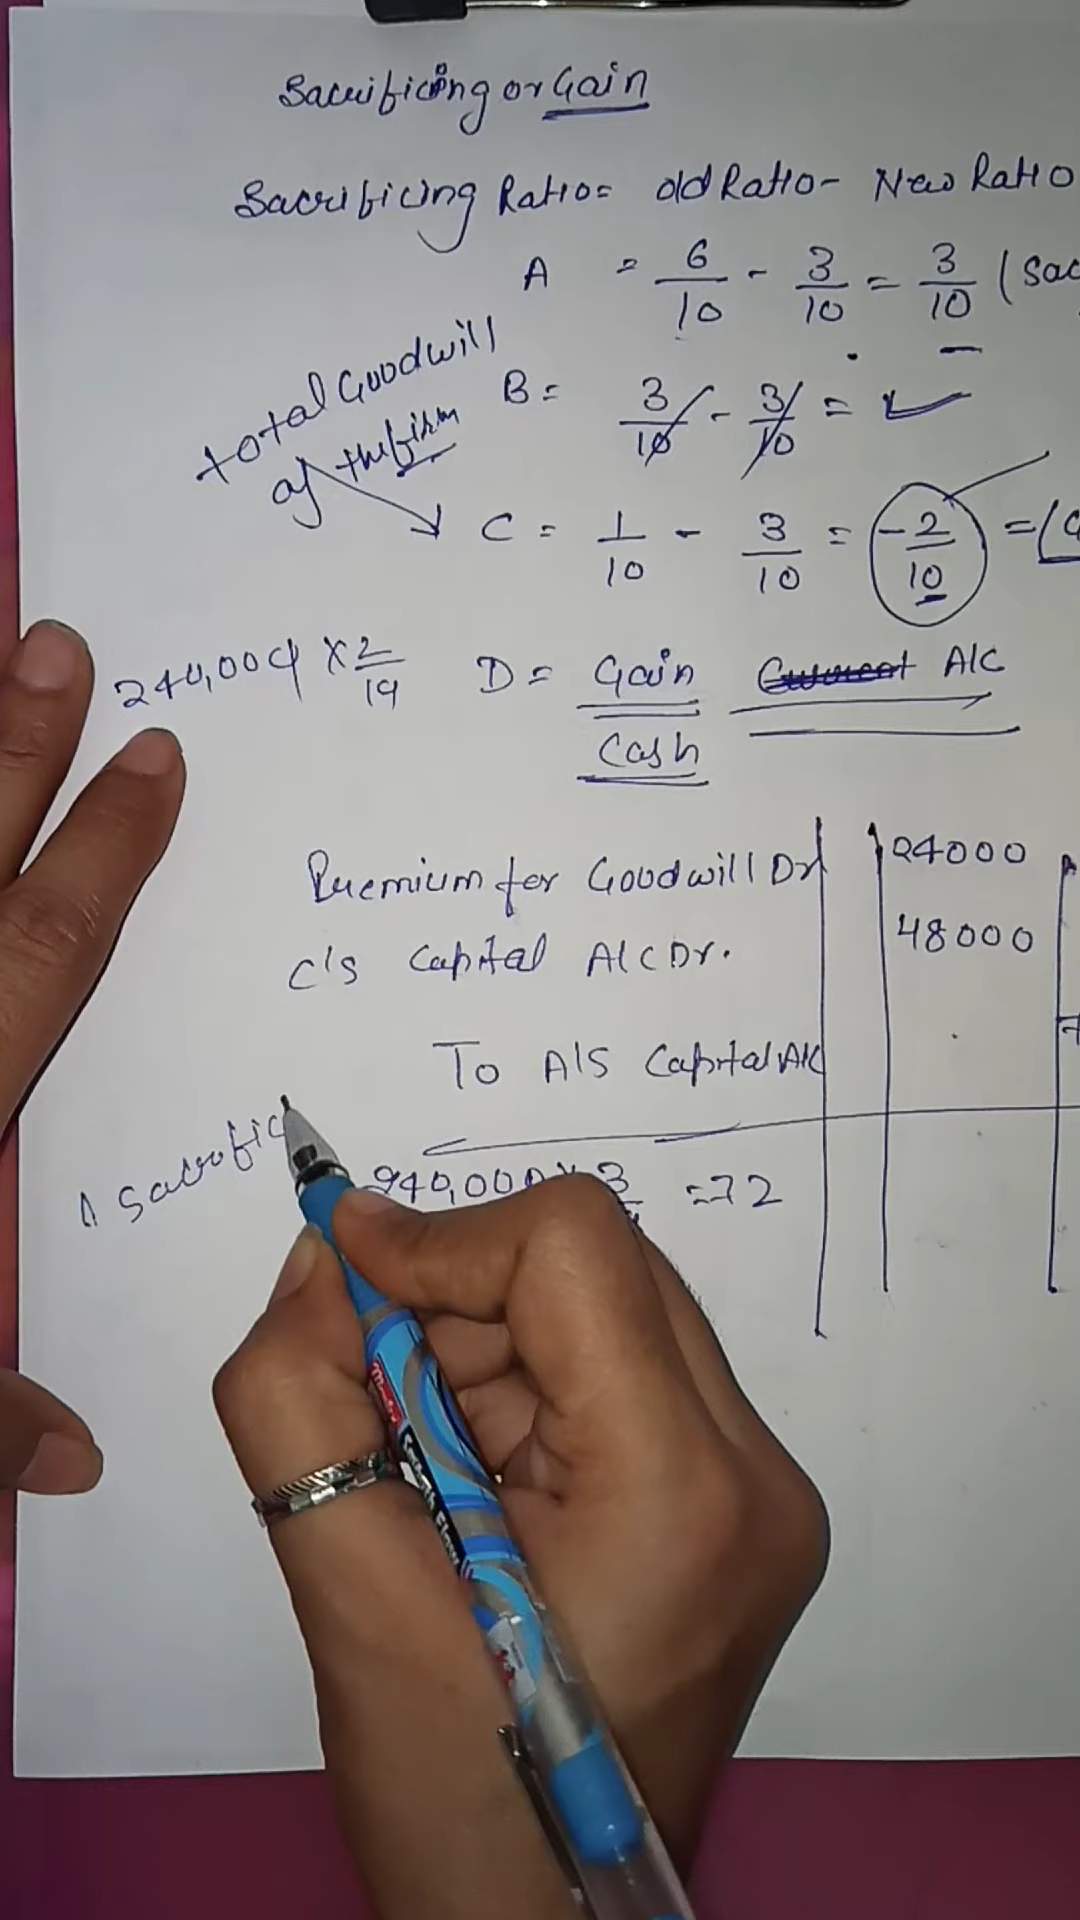 Sacrificing or Gain
Sacrificing Ratio = old Ratio - New Ratio
A = 6/10 - 3/10 = 3/10 (Sac
total Goodwill
of the firm
B = 3/10 - 3/10 =
C = 1/10 - 3/10 = -2/10 = (G
240,000 × 2/10
D = Gain A/C
Cash
Premium for Goodwill Dr 24000
C's Capital A/C Dr. 48000
To A's Capital A/C 7
A Sacrific
240,000 × 3 = 72